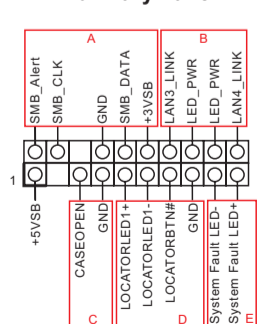 A
B
SMB_Alert
SMB_CLK
GND
SMB_DATA
+3VSB
LAN3_LINK
LED_PWR
LED_PWR
LAN4_LINK
1
+5VSB
CASEOPEN
GND
LOCATORLED1+
LOCATORLED1-
LOCATORBTN#
GND
System Fault LED-
System Fault LED+
C
D
E